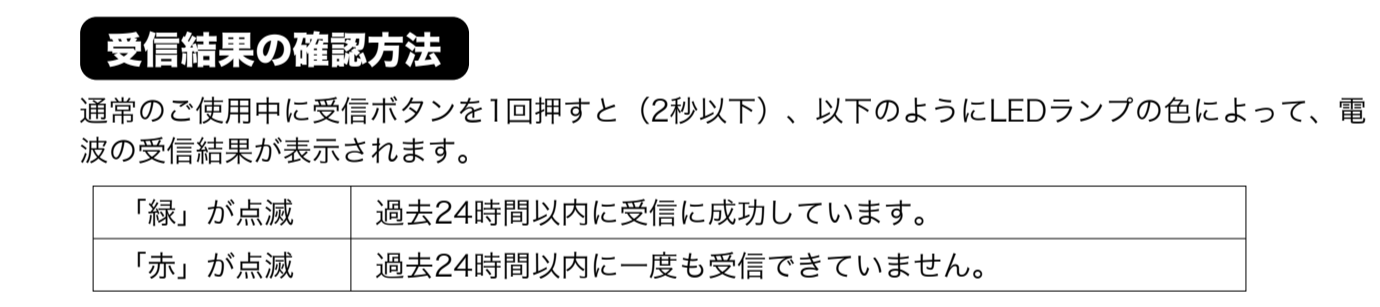 受信結果の確認方法
通常のご使用中に受信ボタンを1回押すと（2秒以下）、以下のようにLEDランプの色によって、電
波の受信結果が表示されます。
「緑」が点滅 過去24時間以内に受信に成功しています。
「赤」が点滅 過去24時間以内に一度も受信できていません。